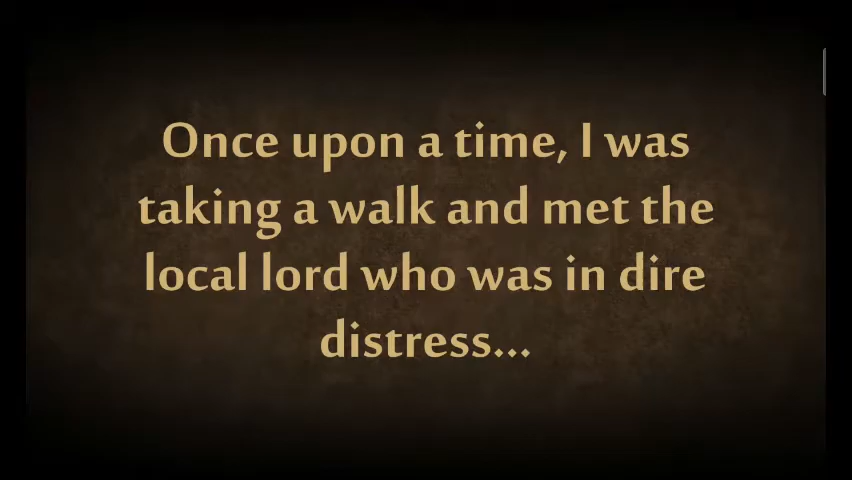 Once upon a time, I was
taking a walk and met the
local lord who was in dire
distress...